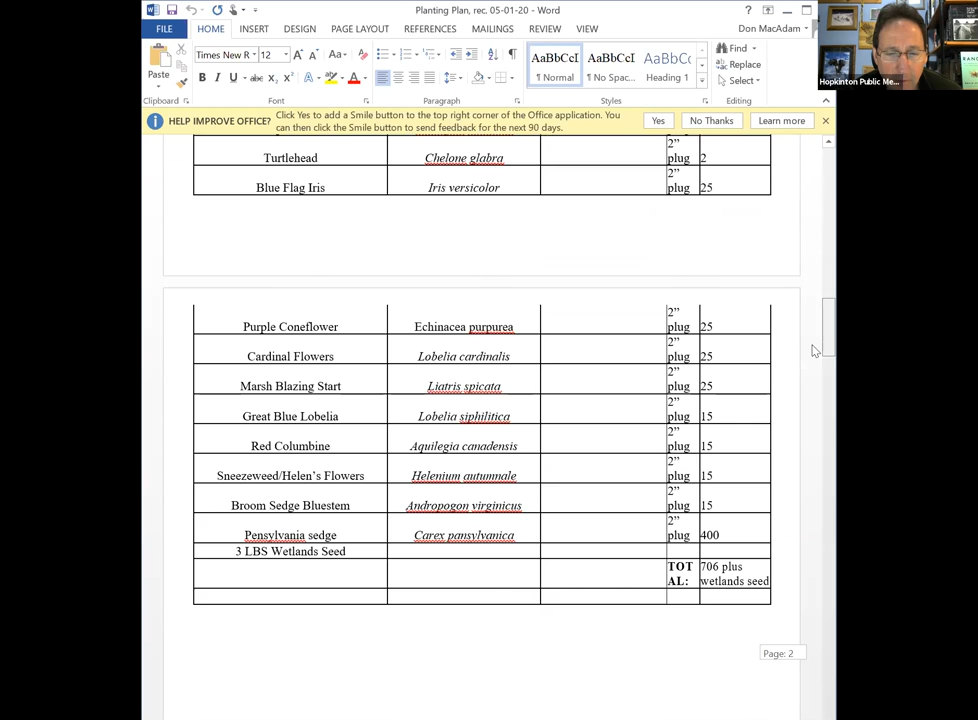 Planting Plan, rec. 05-01-20 - Word
FILE HOME INSERT DESIGN PAGE LAYOUT REFERENCES MAILINGS REVIEW VIEW Don MacAdam
Paste
Times New R 12
Aa
B I U abc X₂ X²
AaBbCcI AaBbCcI AaBbCc
¶ Normal ¶ No Spac... Heading 1
Find
Replace
Select
Clipboard Font Paragraph Styles Editing
HELP IMPROVE OFFICE? Click Yes to add a Smile button to the top right corner of the Office application. You
can then click the Smile button to send feedback for the next 90 days.
Yes No Thanks Learn more
Hopkinton Public Me...
2”
Turtlehead Chelone glabra plug 2
2”
Blue Flag Iris Iris versicolor plug 25
2”
Purple Coneflower Echinacea purpurea plug 25
2”
Cardinal Flowers Lobelia cardinalis plug 25
2”
Marsh Blazing Start Liatris spicata plug 25
2”
Great Blue Lobelia Lobelia siphilitica plug 15
2”
Red Columbine Aquilegia canadensis plug 15
2”
Sneezeweed/Helen’s Flowers Helenium autumnale plug 15
2”
Broom Sedge Bluestem Andropogon virginicus plug 15
2”
Pensylvania sedge Carex pansylvanica plug 400
3 LBS Wetlands Seed
TOT 706 plus
AL: wetlands seed
Page: 2